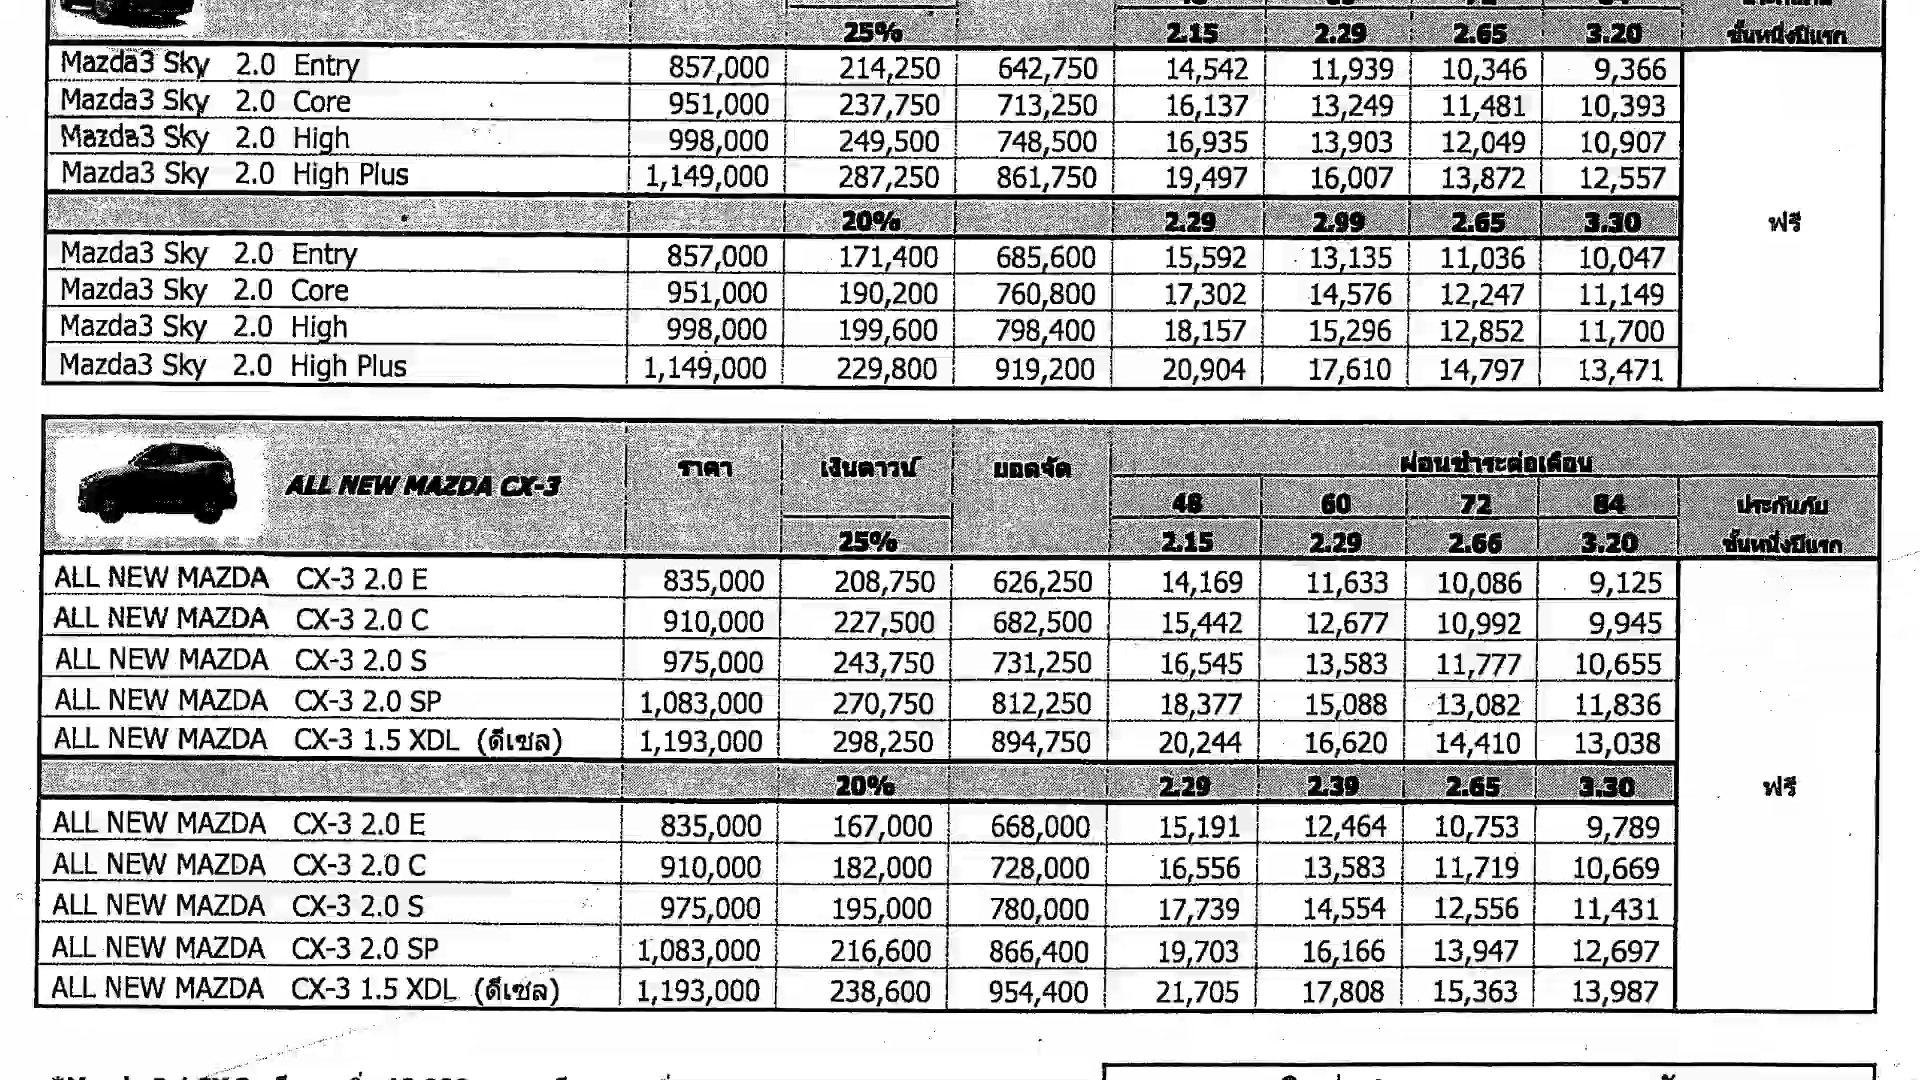 25% 2.15 2.29 2.65 3.20 ชั้นหนึ่งปีแรก
Mazda3 Sky 2.0 Entry 857,000 214,250 642,750 14,542 11,939 10,346 9,366
Mazda3 Sky 2.0 Core 951,000 237,750 713,250 16,137 13,249 11,481 10,393
Mazda3 Sky 2.0 High 998,000 249,500 748,500 16,935 13,903 12,049 10,907
Mazda3 Sky 2.0 High Plus 1,149,000 287,250 861,750 19,497 16,007 13,872 12,557
20% 2.29 2.99 2.65 3.30 ฟรี
Mazda3 Sky 2.0 Entry 857,000 171,400 685,600 15,592 13,135 11,036 10,047
Mazda3 Sky 2.0 Core 951,000 190,200 760,800 17,302 14,576 12,247 11,149
Mazda3 Sky 2.0 High 998,000 199,600 798,400 18,157 15,296 12,852 11,700
Mazda3 Sky 2.0 High Plus 1,149,000 229,800 919,200 20,904 17,610 14,797 13,471
ALL NEW MAZDA CX-3 ราคา เงินดาวน์ ยอดจัด ผ่อนชำระต่อเดือน
48 60 72 84 ประกันภัย
25% 2.15 2.29 2.66 3.20 ชั้นหนึ่งปีแรก
ALL NEW MAZDA CX-3 2.0 E 835,000 208,750 626,250 14,169 11,633 10,086 9,125
ALL NEW MAZDA CX-3 2.0 C 910,000 227,500 682,500 15,442 12,677 10,992 9,945
ALL NEW MAZDA CX-3 2.0 S 975,000 243,750 731,250 16,545 13,583 11,777 10,655
ALL NEW MAZDA CX-3 2.0 SP 1,083,000 270,750 812,250 18,377 15,088 13,082 11,836
ALL NEW MAZDA CX-3 1.5 XDL (ดีเซล) 1,193,000 298,250 894,750 20,244 16,620 14,410 13,038
20% 2.29 2.39 2.65 3.30 ฟรี
ALL NEW MAZDA CX-3 2.0 E 835,000 167,000 668,000 15,191 12,464 10,753 9,789
ALL NEW MAZDA CX-3 2.0 C 910,000 182,000 728,000 16,556 13,583 11,719 10,669
ALL NEW MAZDA CX-3 2.0 S 975,000 195,000 780,000 17,739 14,554 12,556 11,431
ALL NEW MAZDA CX-3 2.0 SP 1,083,000 216,600 866,400 19,703 16,166 13,947 12,697
ALL NEW MAZDA CX-3 1.5 XDL (ดีเซล) 1,193,000 238,600 954,400 21,705 17,808 15,363 13,987